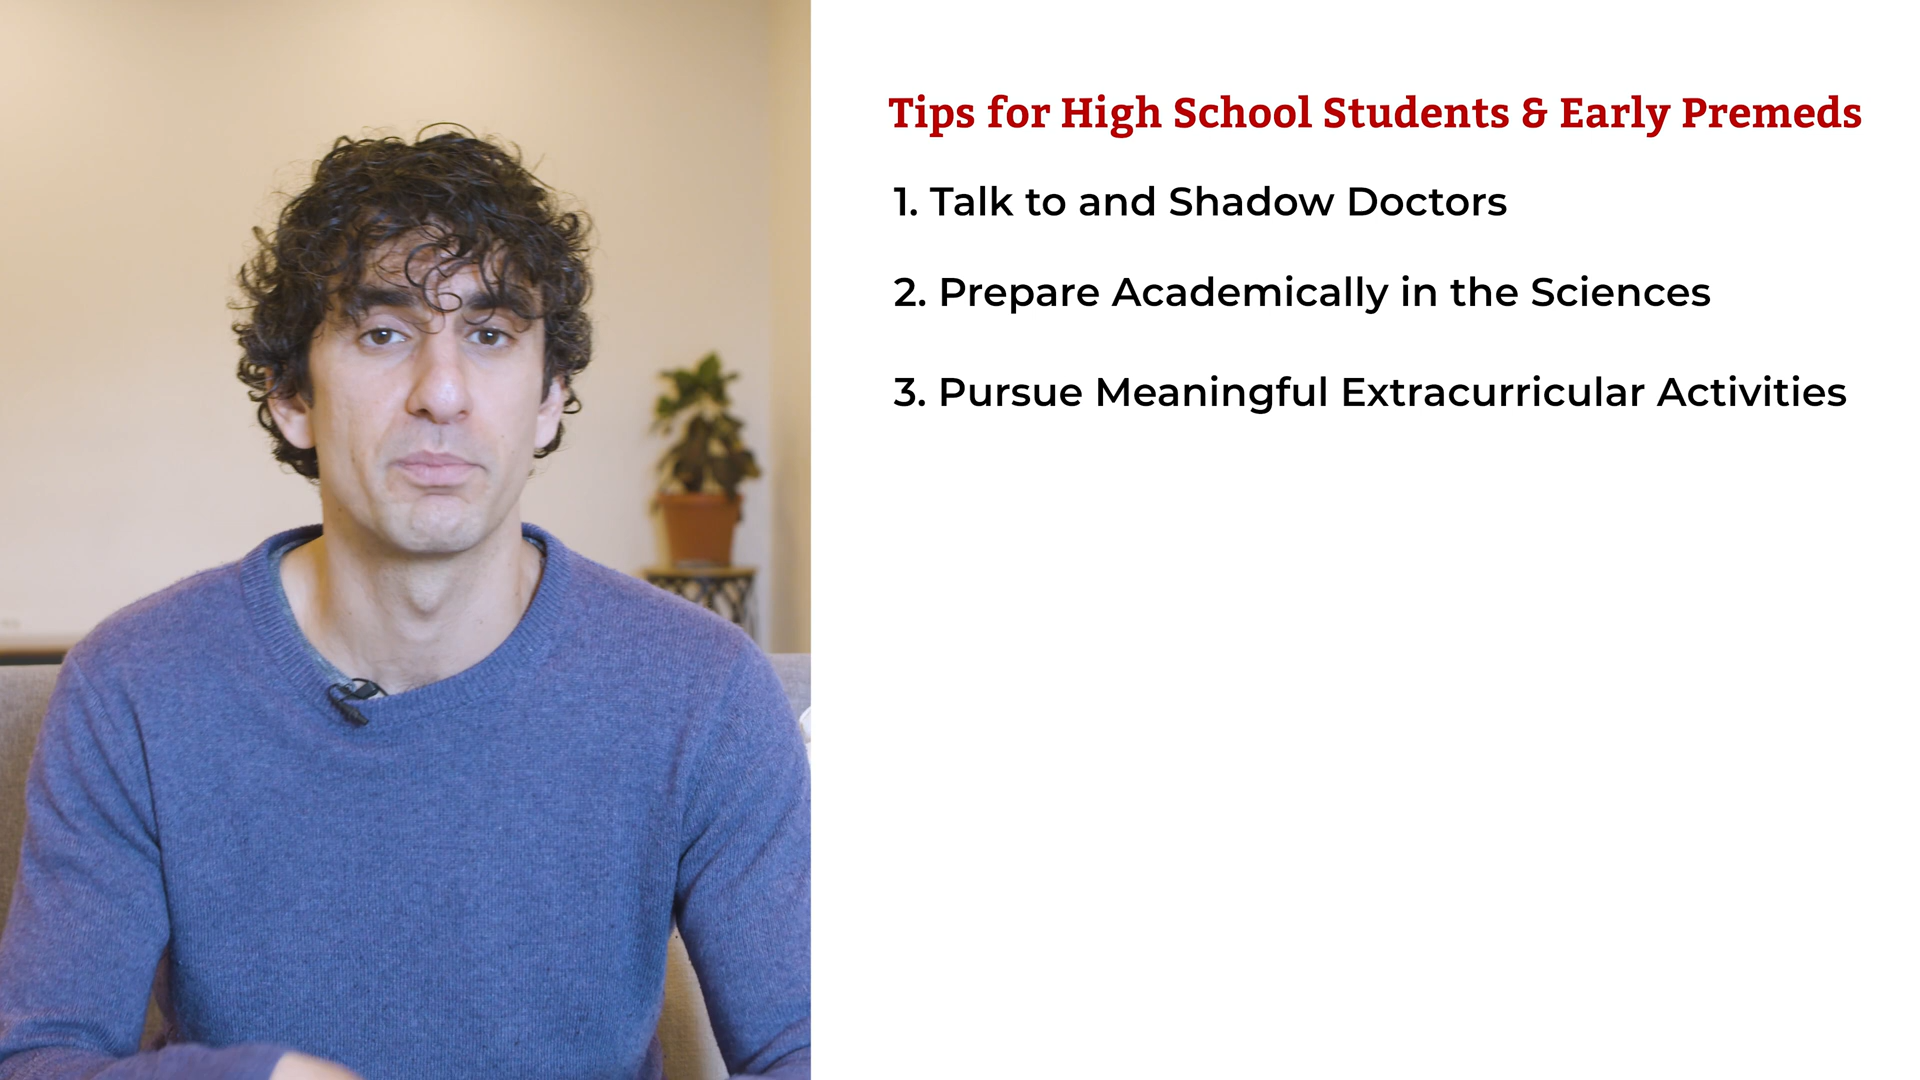 Tips for High School Students & Early Premeds
1. Talk to and Shadow Doctors
2. Prepare Academically in the Sciences
3. Pursue Meaningful Extracurricular Activities